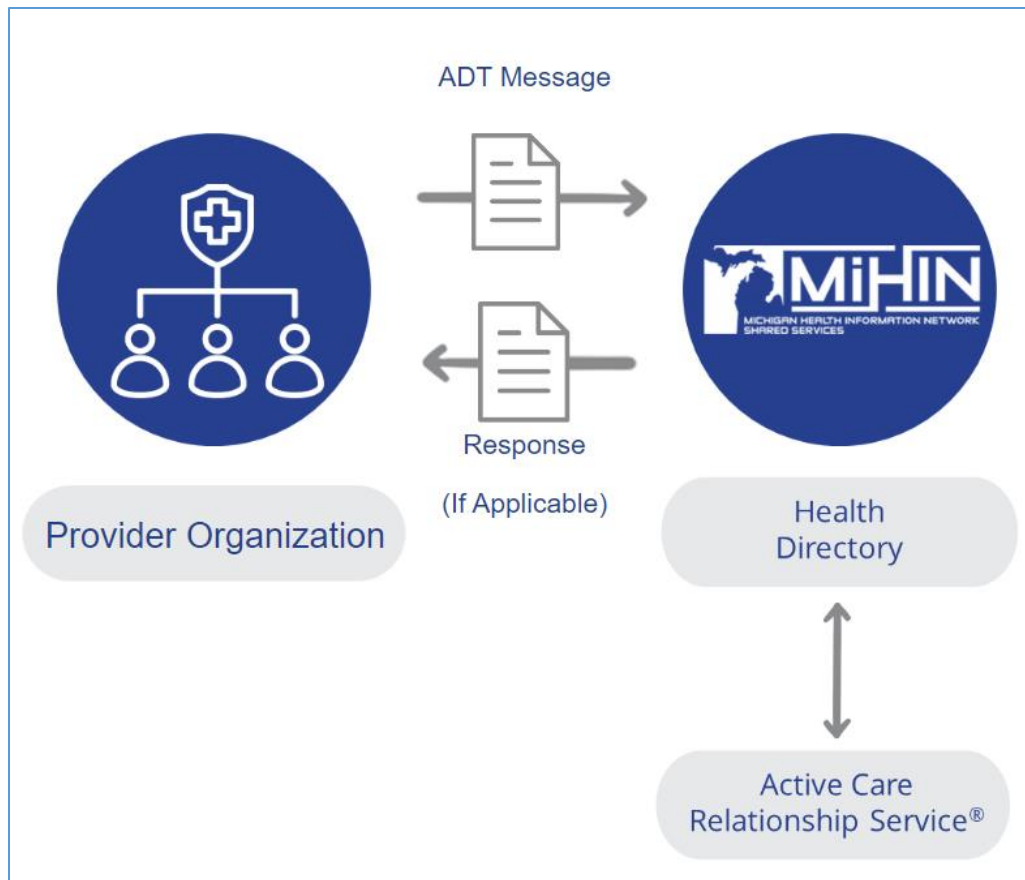 ADT Message
MiHIN
MICHIGAN HEALTH INFORMATION NETWORK
SHARED SERVICES
Response
(If Applicable)
Provider Organization
Health
Directory
Active Care
Relationship Service®